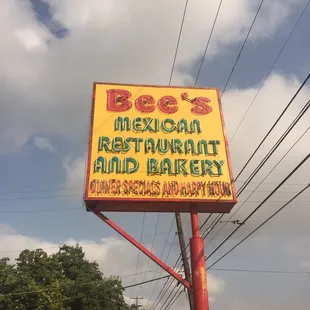 Bee's
MEXICAN
RESTAURANT
AND BAKERY
DINNER SPECIALS AND HAPPY HOUR